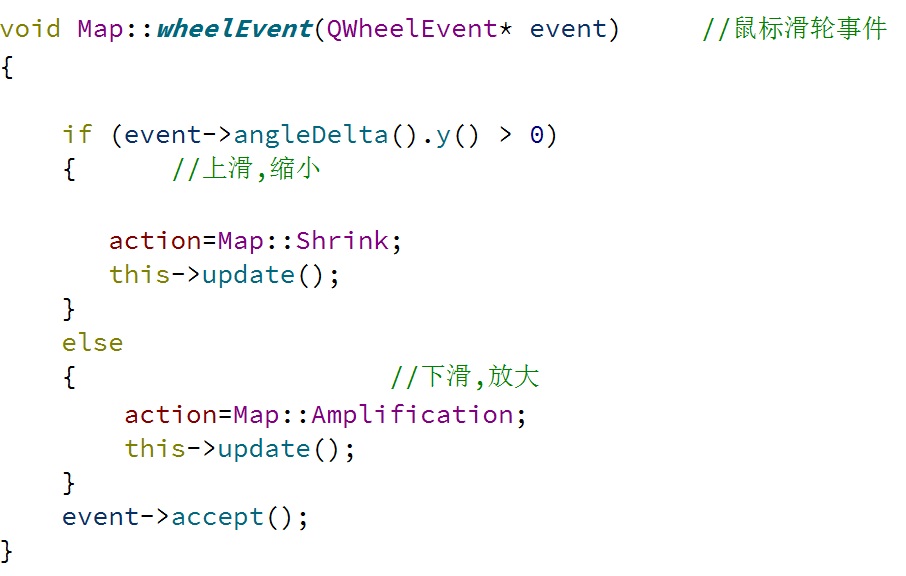 void Map::wheelEvent(QWheelEvent* event)      //鼠标滑轮事件
{
    if (event->angleDelta().y() > 0)
    {      //上滑,缩小
       action=Map::Shrink;
       this->update();
    }
    else
    {                    //下滑,放大
        action=Map::Amplification;
        this->update();
    }
    event->accept();
}